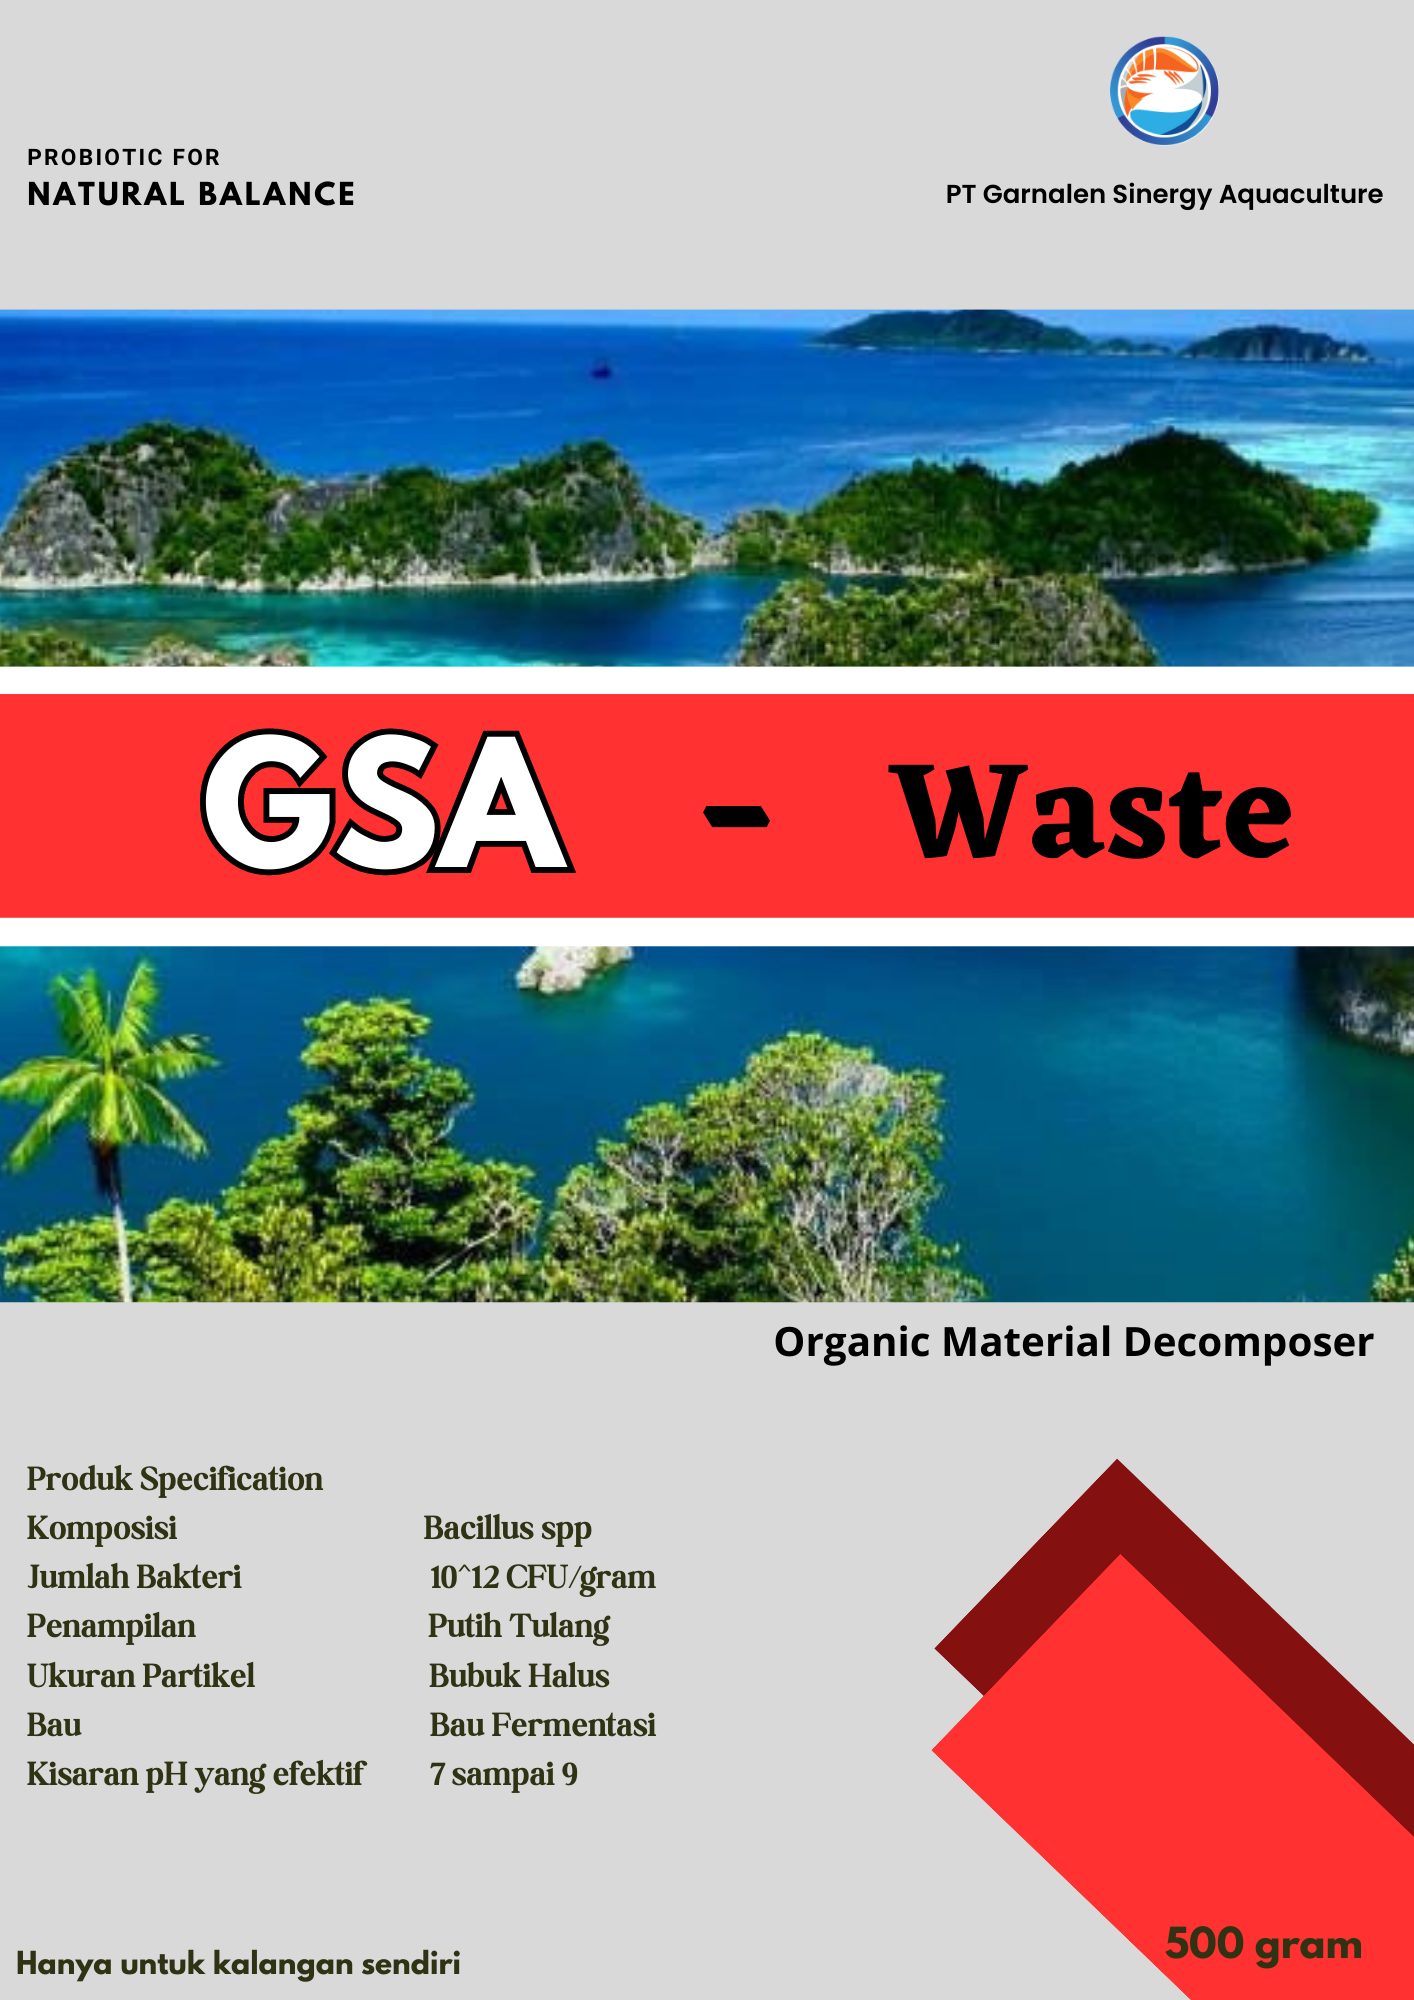 PROBIOTIC FOR
NATURAL BALANCE
PT Garnalen Sinergy Aquaculture
GSA - Waste
Organic Material Decomposer
Produk Specification
Komposisi Bacillus spp
Jumlah Bakteri 10^12 CFU/gram
Penampilan Putih Tulang
Ukuran Partikel Bubuk Halus
Bau Bau Fermentasi
Kisaran pH yang efektif 7 sampai 9
Hanya untuk kalangan sendiri
500 gram